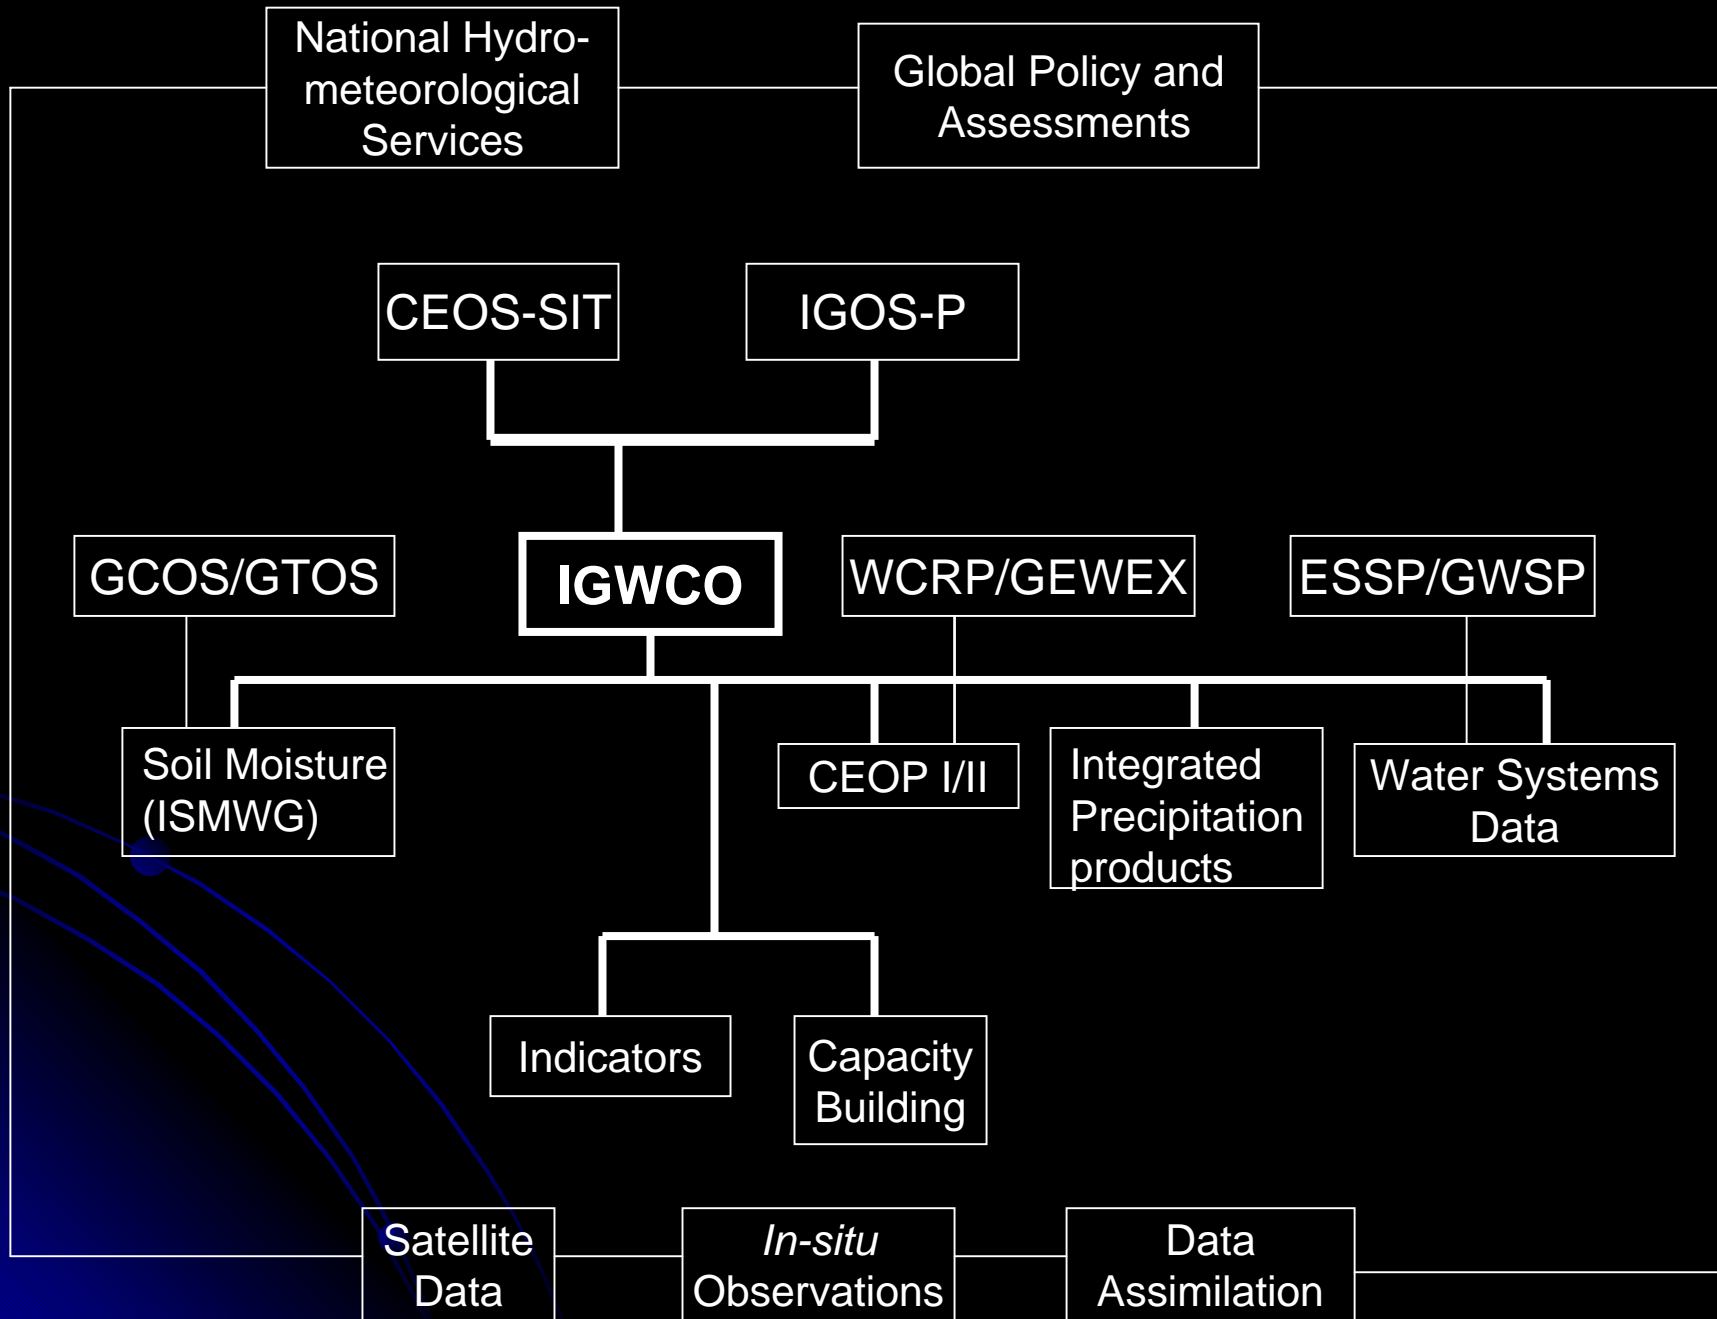 National Hydro-
meteorological
Services
Global Policy and
Assessments
CEOS-SIT
IGOS-P
GCOS/GTOS
IGWCO
WCRP/GEWEX
ESSP/GWSP
Soil Moisture
(ISMWG)
CEOP I/II
Integrated
Precipitation
products
Water Systems
Data
Indicators
Capacity
Building
Satellite
Data
In-situ
Observations
Data
Assimilation